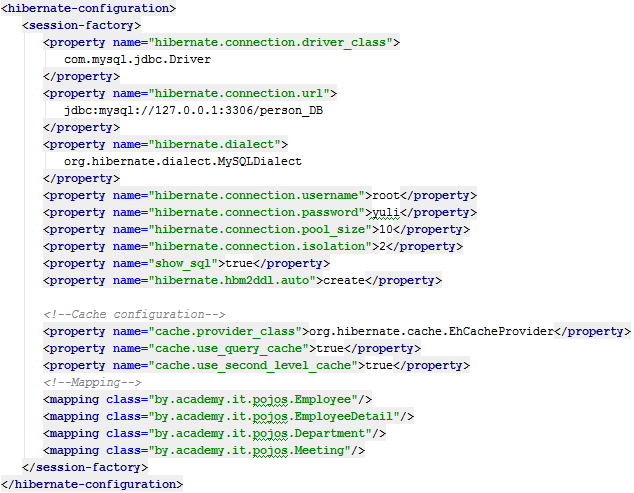 <hibernate-configuration>
<session-factory>
<property name="hibernate.connection.driver_class">
com.mysql.jdbc.Driver
</property>
<property name="hibernate.connection.url">
jdbc:mysql://127.0.0.1:3306/person_DB
</property>
<property name="hibernate.dialect">
org.hibernate.dialect.MySQLDialect
</property>
<property name="hibernate.connection.username">root</property>
<property name="hibernate.connection.password">yuli</property>
<property name="hibernate.connection.pool_size">10</property>
<property name="hibernate.connection.isolation">2</property>
<property name="show_sql">true</property>
<property name="hibernate.hbm2ddl.auto">create</property>
<!--Cache configuration-->
<property name="cache.provider_class">org.hibernate.cache.EhCacheProvider</property>
<property name="cache.use_query_cache">true</property>
<property name="cache.use_second_level_cache">true</property>
<!--Mapping-->
<mapping class="by.academy.it.pojos.Employee"/>
<mapping class="by.academy.it.pojos.EmployeeDetail"/>
<mapping class="by.academy.it.pojos.Department"/>
<mapping class="by.academy.it.pojos.Meeting"/>
</session-factory>
</hibernate-configuration>